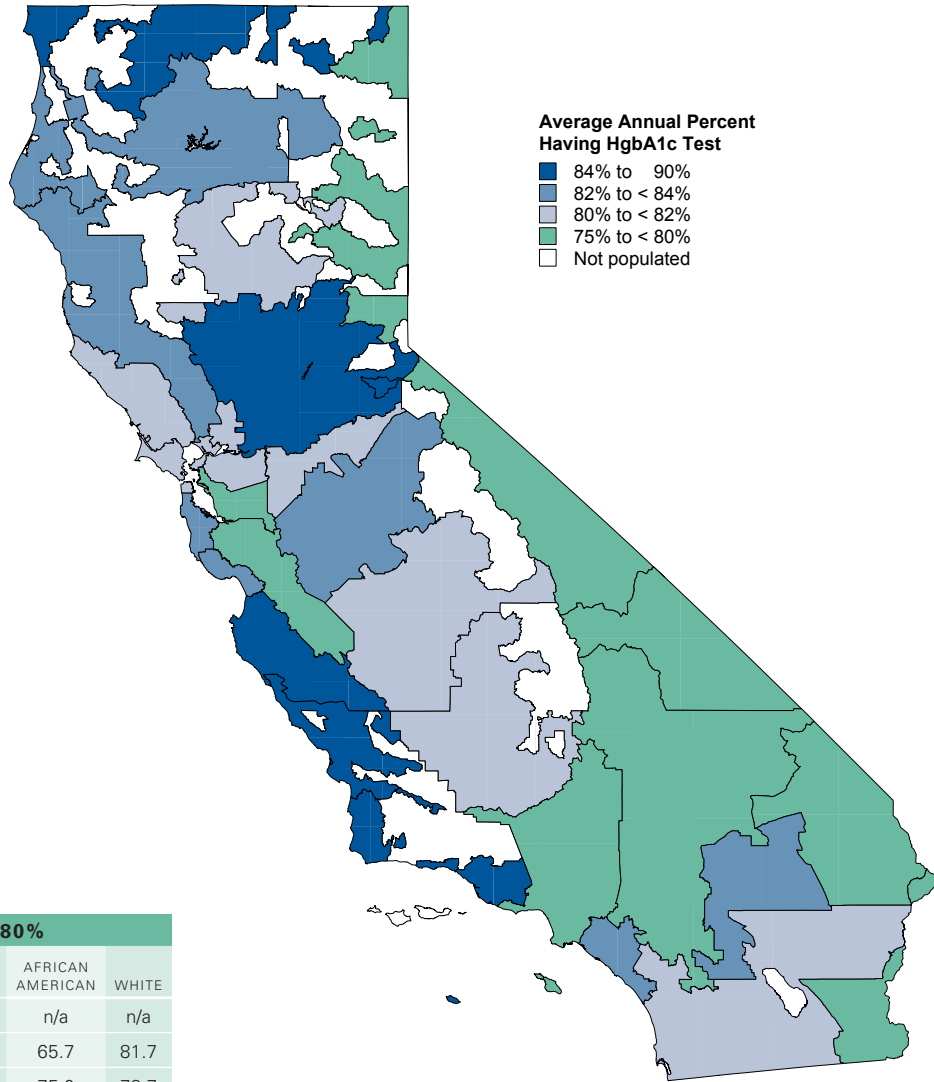 Average Annual Percent
Having HgbA1c Test
84% to 90%
82% to < 84%
80% to < 82%
75% to < 80%
Not populated
80%
AFRICAN
AMERICAN WHITE
n/a n/a
65.7 81.7